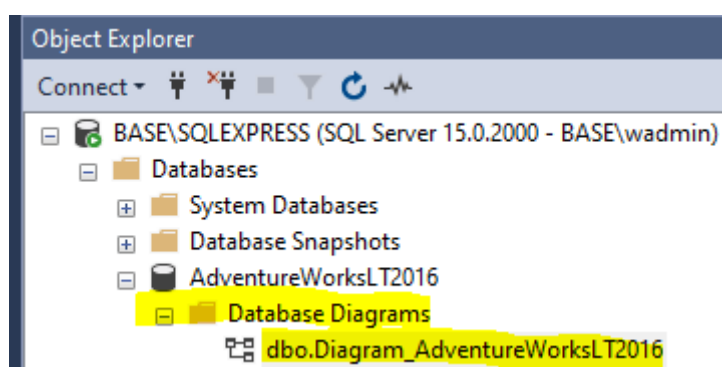 Object Explorer
Connect
BASE\SQLEXPRESS (SQL Server 15.0.2000 - BASE\wadmin)
Databases
System Databases
Database Snapshots
AdventureWorksLT2016
Database Diagrams
dbo.Diagram_AdventureWorksLT2016